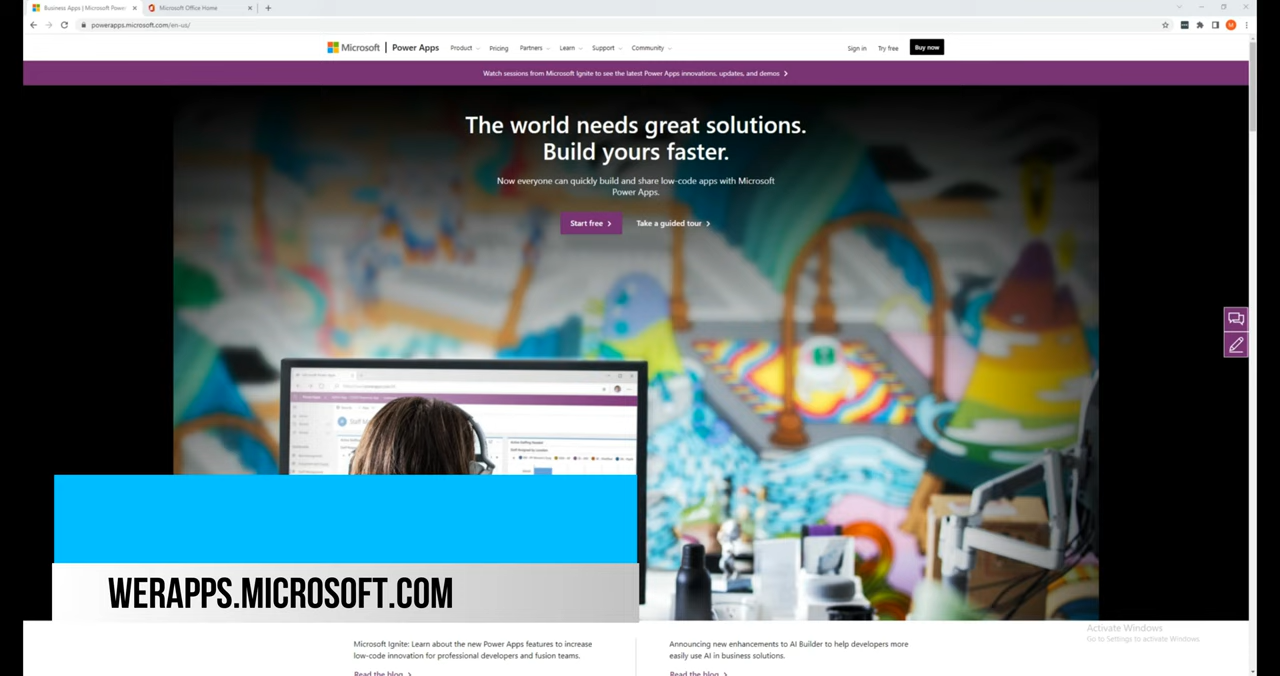 Business Apps | Microsoft Power
Microsoft Office Home
powerapps.microsoft.com/en-us/
Microsoft | Power Apps Product Pricing Partners Learn Support Community Sign in Try free Buy now
Watch sessions from Microsoft Ignite to see the latest Power Apps innovations, updates, and demos
The world needs great solutions.
Build yours faster.
Now everyone can quickly build and share low-code apps with Microsoft
Power Apps.
Start free Take a guided tour
WERAPPS.MICROSOFT.COM
Activate Windows
Go to Settings to activate Windows.
Microsoft Ignite: Learn about the new Power Apps features to increase
low-code innovation for professional developers and fusion teams.
Read the blog
Announcing new enhancements to AI Builder to help developers more
easily use AI in business solutions.
Read the blog